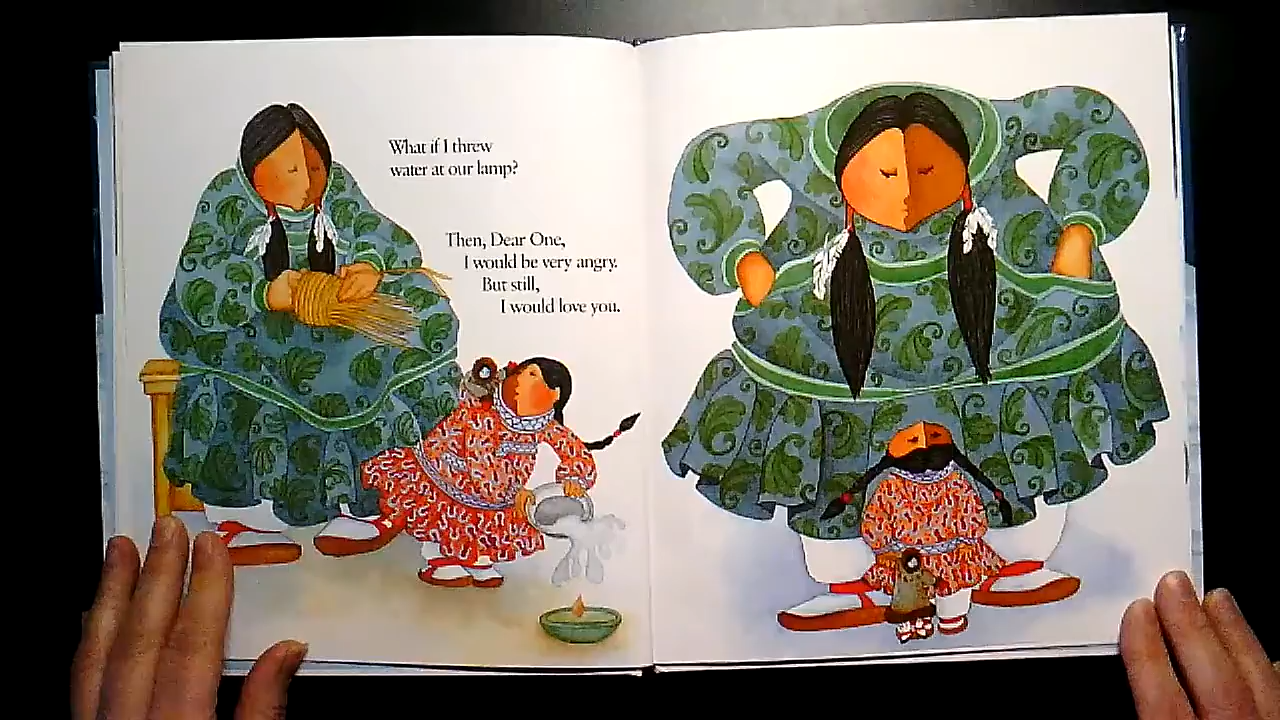 What if I threw
water at our lamp?
Then, Dear One,
I would be very angry.
But still,
I would love you.